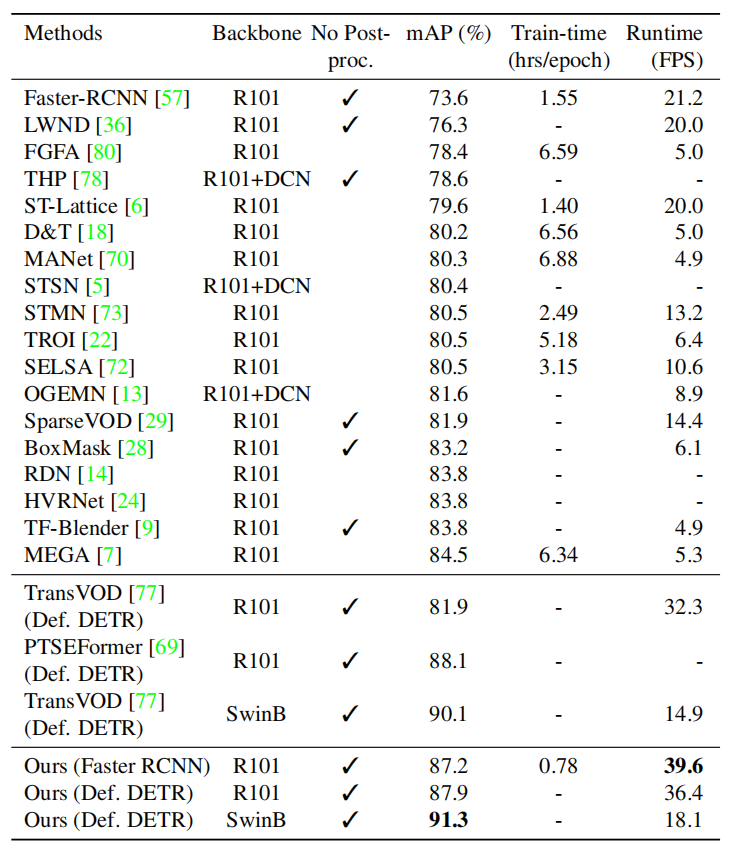 Methods Backbone No Post- mAP (%) Train-time Runtime
proc. (hrs/epoch) (FPS)
Faster-RCNN [57] R101 ✓ 73.6 1.55 21.2
LWND [36] R101 ✓ 76.3 - 20.0
FGFA [80] R101 78.4 6.59 5.0
THP [78] R101+DCN ✓ 78.6 - -
ST-Lattice [6] R101 79.6 1.40 20.0
D&T [18] R101 80.2 6.56 5.0
MANet [70] R101 80.3 6.88 4.9
STSN [5] R101+DCN 80.4 - -
STMN [73] R101 80.5 2.49 13.2
TROI [22] R101 80.5 5.18 6.4
SELSA [72] R101 80.5 3.15 10.6
OGEMN [13] R101+DCN 81.6 - 8.9
SparseVOD [29] R101 ✓ 81.9 - 14.4
BoxMask [28] R101 ✓ 83.2 - 6.1
RDN [14] R101 83.8 - -
HVRNet [24] R101 83.8 - -
TF-Blender [9] R101 ✓ 83.8 - 4.9
MEGA [7] R101 84.5 6.34 5.3
TransVOD [77]
(Def. DETR) R101 ✓ 81.9 - 32.3
PTSEFormer [69]
(Def. DETR) R101 ✓ 88.1 - -
TransVOD [77]
(Def. DETR) SwinB ✓ 90.1 - 14.9
Ours (Faster RCNN) R101 ✓ 87.2 0.78 39.6
Ours (Def. DETR) R101 ✓ 87.9 - 36.4
Ours (Def. DETR) SwinB ✓ 91.3 - 18.1